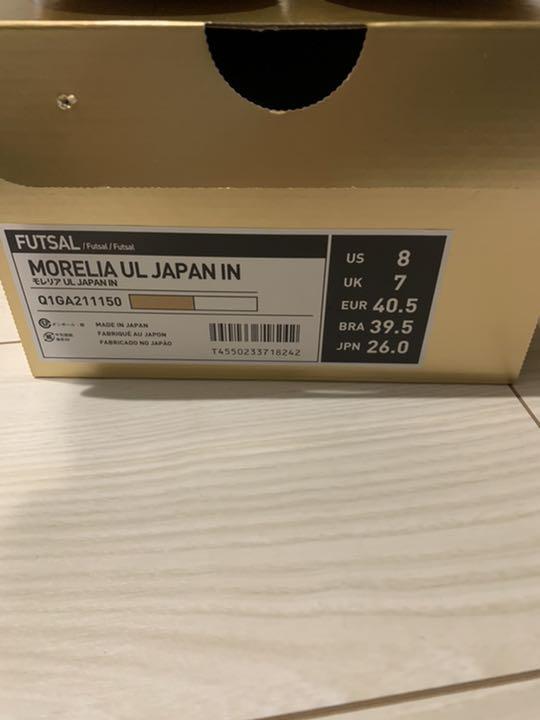 FUTSAL / Futsal / Futsal
MORELIA UL JAPAN IN
モレリア UL JAPAN IN
Q1GA211150
MADE IN JAPAN
FABRIQUÉ AU JAPON
FABRICADO NO JAPÃO
T4550233718242
US 8
UK 7
EUR 40.5
BRA 39.5
JPN 26.0